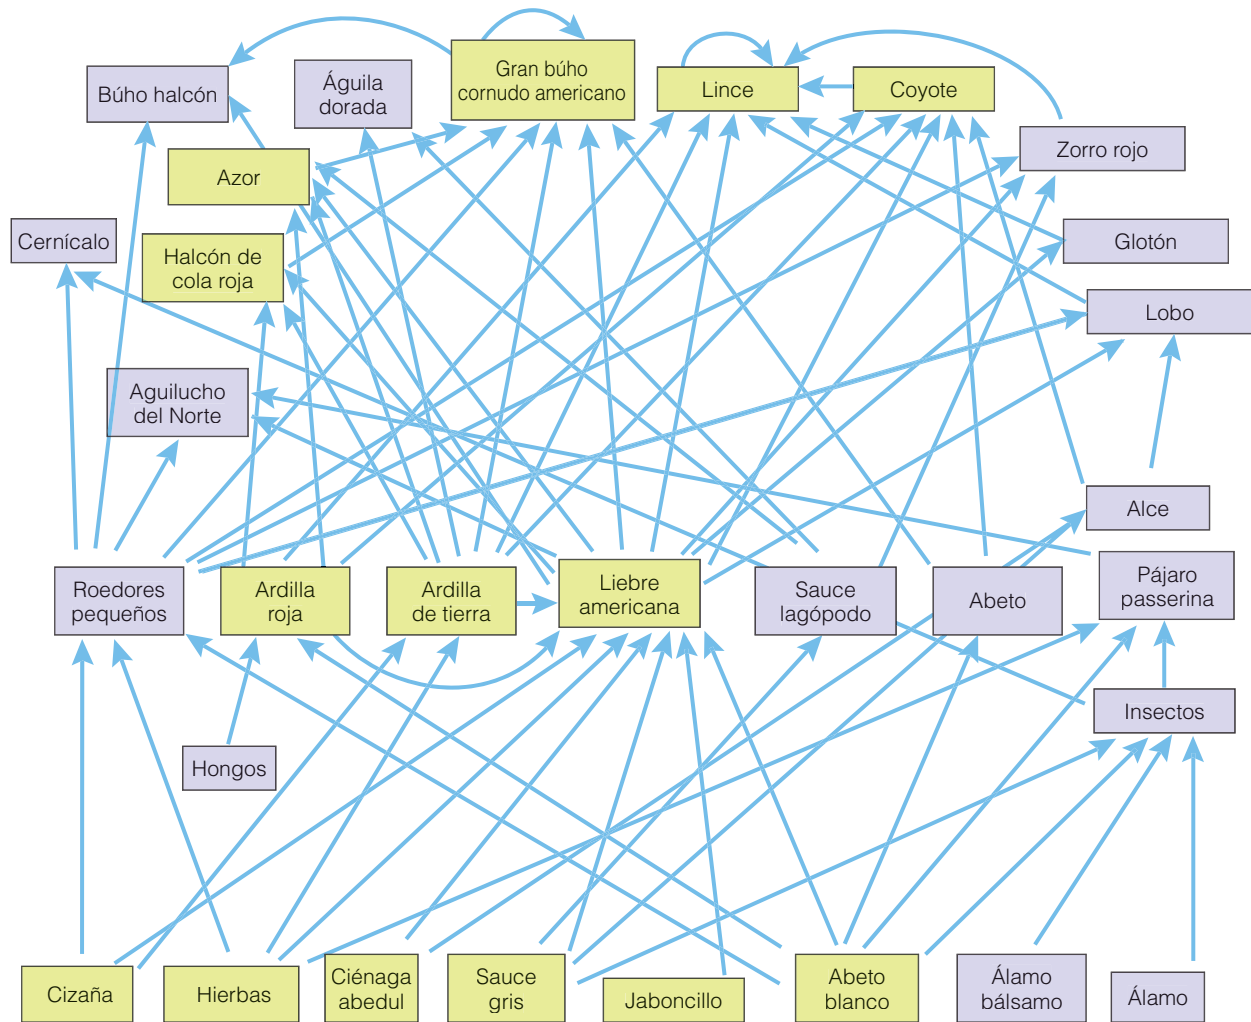 Gran búho
cornudo americano
Búho halcón
Águila
dorada
Lince
Coyote
Zorro rojo
Azor
Cernícalo
Halcón de
cola roja
Glotón
Lobo
Aguilucho
del Norte
Alce
Roedores
pequeños
Ardilla
roja
Ardilla
de tierra
Liebre
americana
Sauce
lagópodo
Abeto
Pájaro
passerina
Insectos
Hongos
Cizaña
Hierbas
Ciénaga
abedul
Sauce
gris
Jaboncillo
Abeto
blanco
Álamo
bálsamo
Álamo